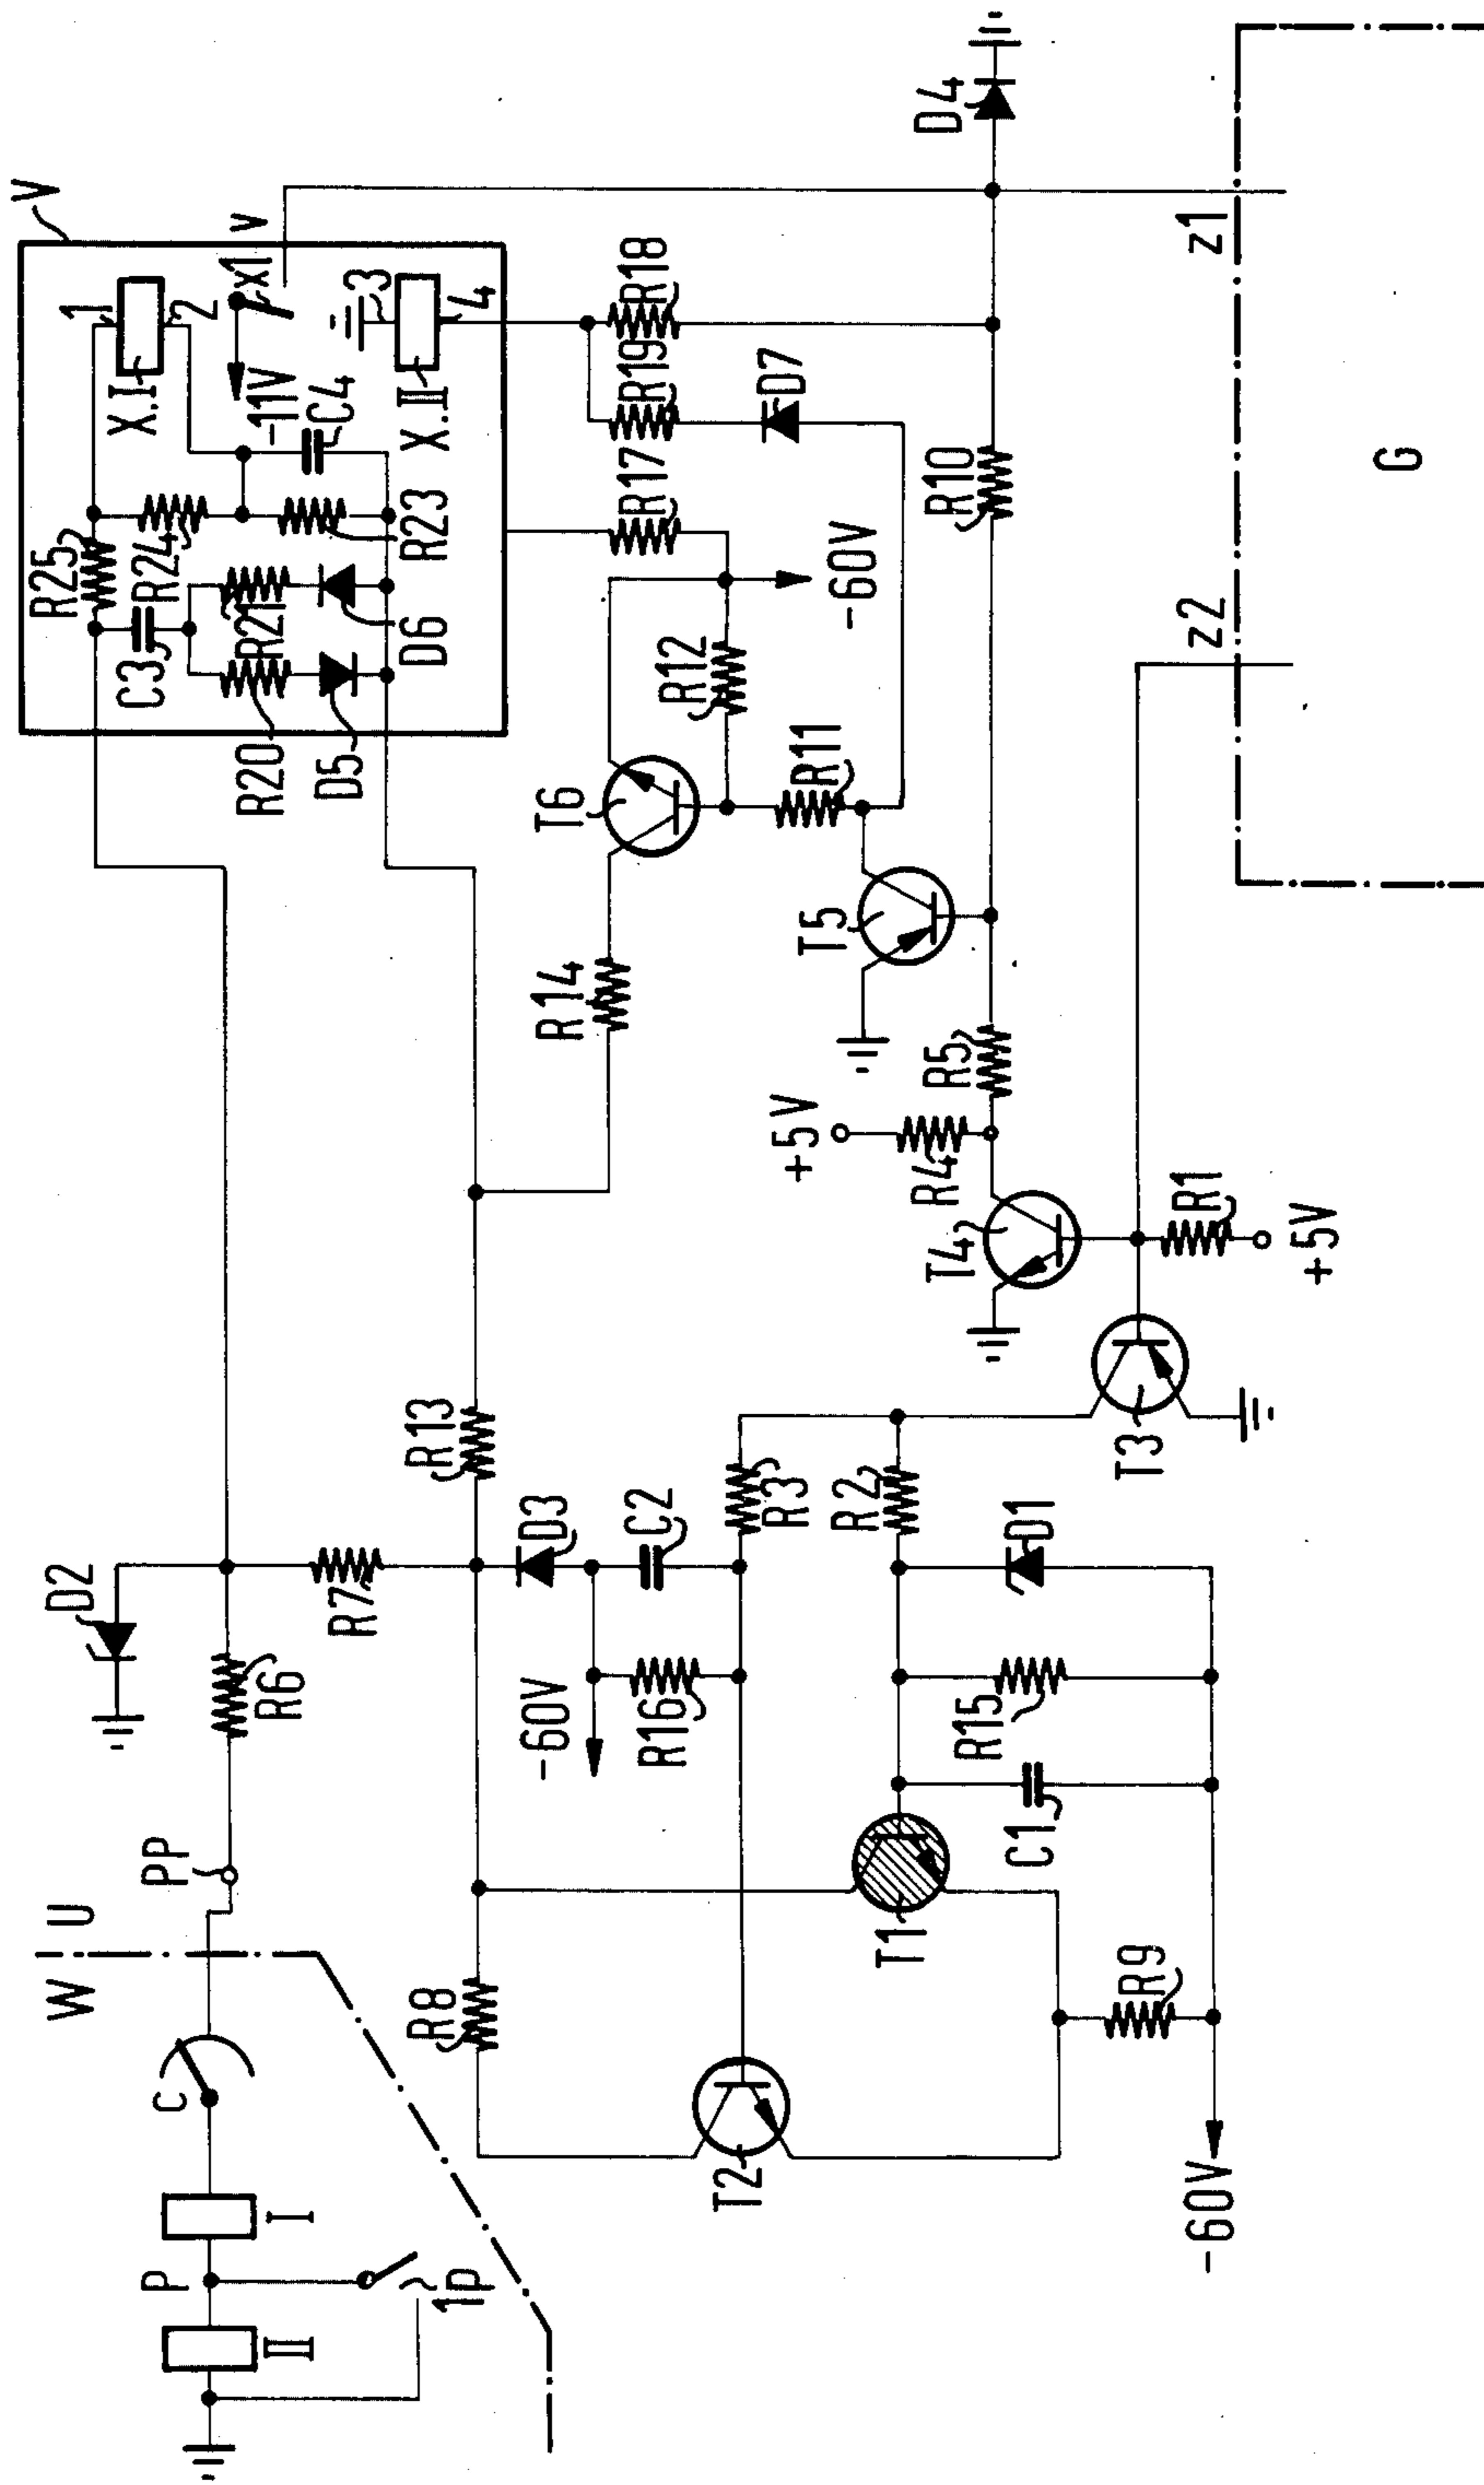 V
1
X.I
2
x1
v
-11V
3
X.II
4
C4
R25
R24
C3
R21
R23
D6
R20
D5
R18
R19
D7
R17
-60V
R12
R11
T6
T5
R14
R10
D4
z1
z2
G
R5
+5V
R4
T4
R1
+5V
T3
R13
D2
R7
R6
D3
C2
R3
R2
D1
-60V
R16
R15
C1
T1
PP
U
W
R8
R9
T2
-60V
C
I
P
II
1P